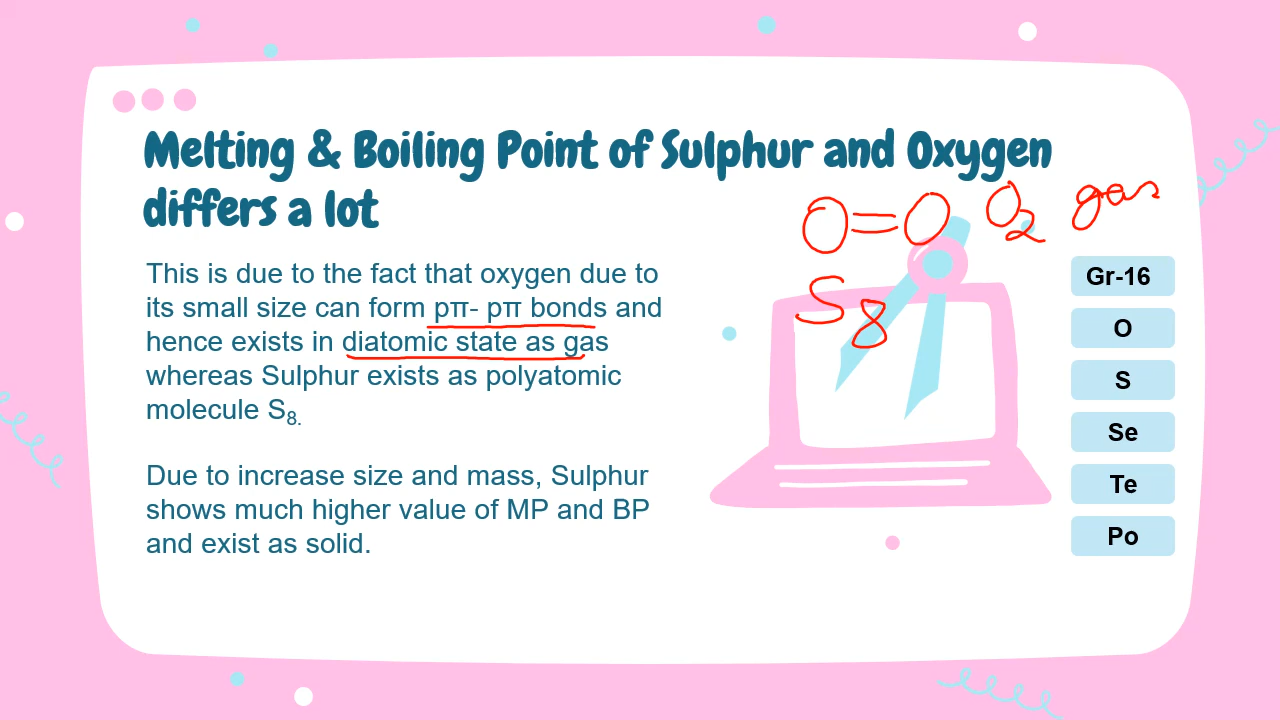 Melting & Boiling Point of Sulphur and Oxygen
differs a lot
O=O O2 gas
S8
This is due to the fact that oxygen due to
its small size can form pπ- pπ bonds and
hence exists in diatomic state as gas
whereas Sulphur exists as polyatomic
molecule S8.
Due to increase size and mass, Sulphur
shows much higher value of MP and BP
and exist as solid.
Gr-16
O
S
Se
Te
Po